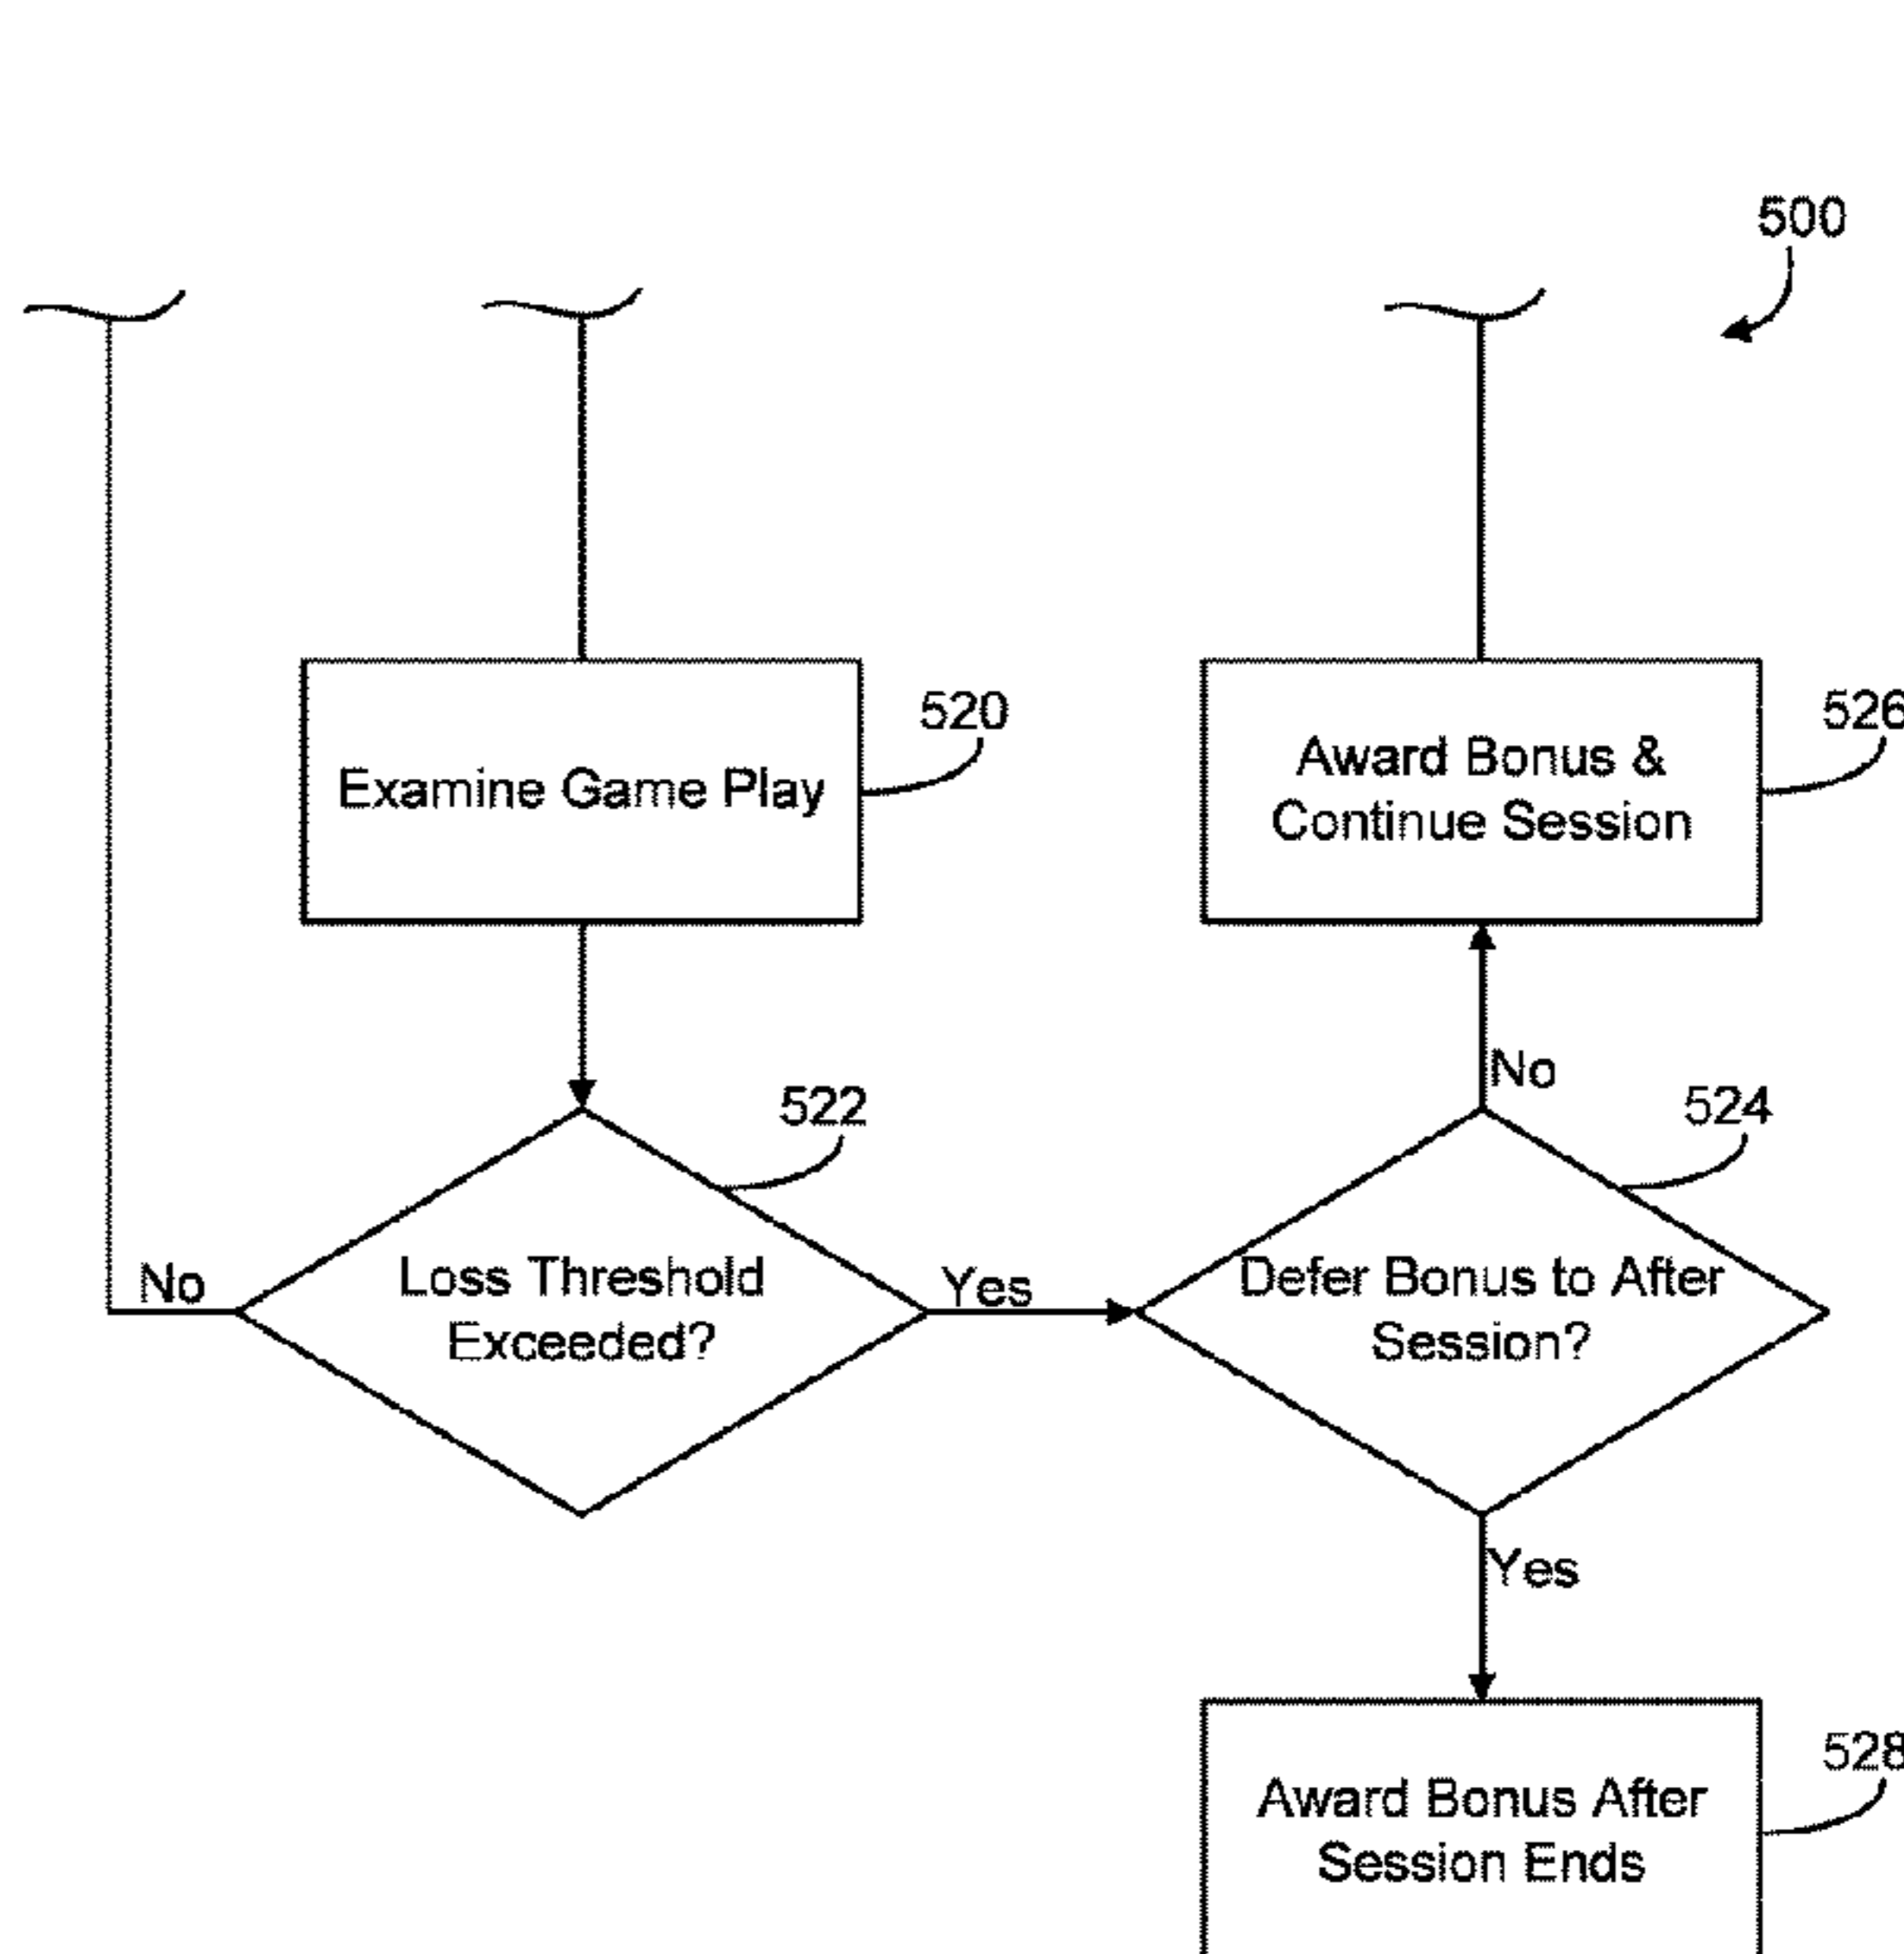 500
520
526
Examine Game Play
Award Bonus &
Continue Session
No
522
524
No
Loss Threshold
Exceeded?
Yes
Defer Bonus to After
Session?
Yes
528
Award Bonus After
Session Ends